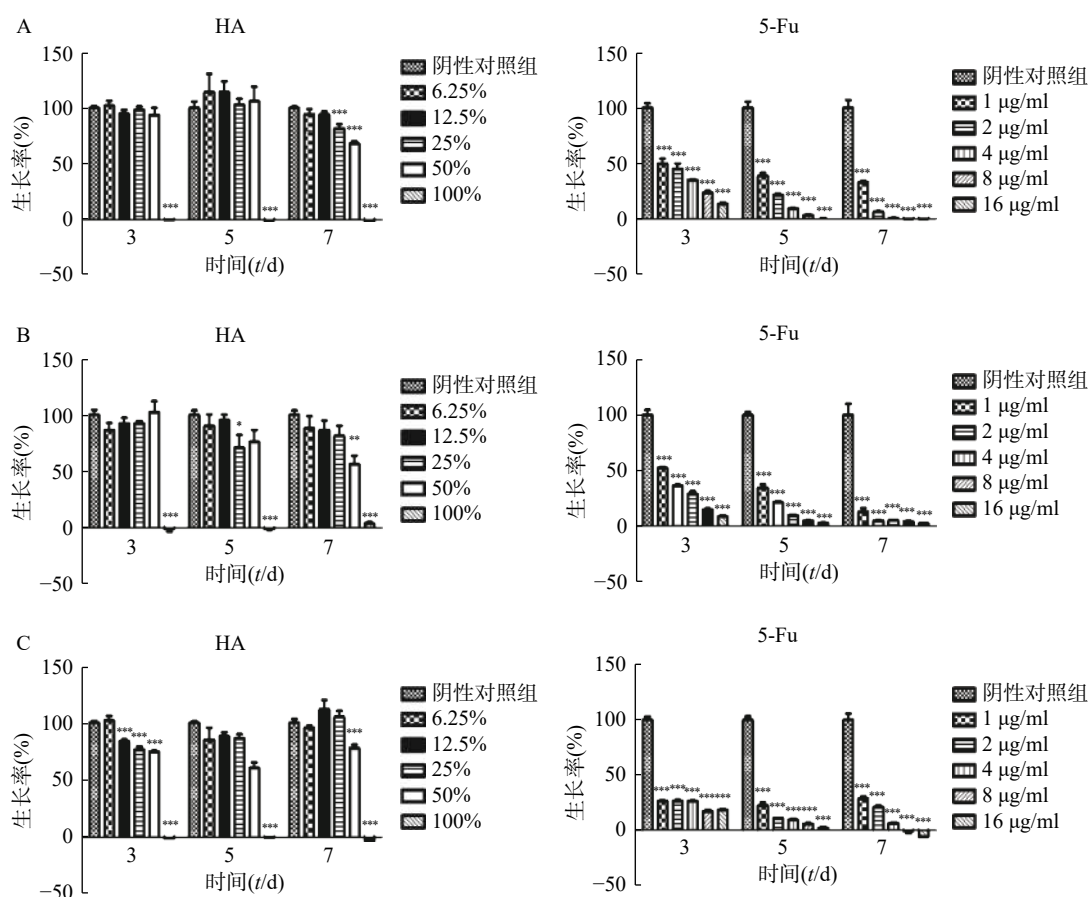 A
HA
150
100
50
0
−50
生长率(%)
***
***
***
***
***
3
5
7
时间(t/d)
阴性对照组
6.25%
12.5%
25%
50%
100%
5-Fu
150
100
50
0
−50
生长率(%)
*** *** *** *** ***
*** *** *** *** ***
*** *** *** *** ***
3
5
7
时间(t/d)
阴性对照组
1 μg/ml
2 μg/ml
4 μg/ml
8 μg/ml
16 μg/ml
B
HA
150
100
50
0
−50
生长率(%)
***
*
***
**
***
3
5
7
时间(t/d)
阴性对照组
6.25%
12.5%
25%
50%
100%
5-Fu
150
100
50
0
−50
生长率(%)
*** *** *** *** ***
*** *** *** *** ***
*** *** *** *** ***
3
5
7
时间(t/d)
阴性对照组
1 μg/ml
2 μg/ml
4 μg/ml
8 μg/ml
16 μg/ml
C
HA
150
100
50
0
−50
生长率(%)
*** *** ***
***
***
***
***
3
5
7
时间(t/d)
阴性对照组
6.25%
12.5%
25%
50%
100%
5-Fu
150
100
50
0
−50
生长率(%)
*** *** *** ******
*** *** ****** ***
*** *** *** *** ***
3
5
7
时间(t/d)
阴性对照组
1 μg/ml
2 μg/ml
4 μg/ml
8 μg/ml
16 μg/ml